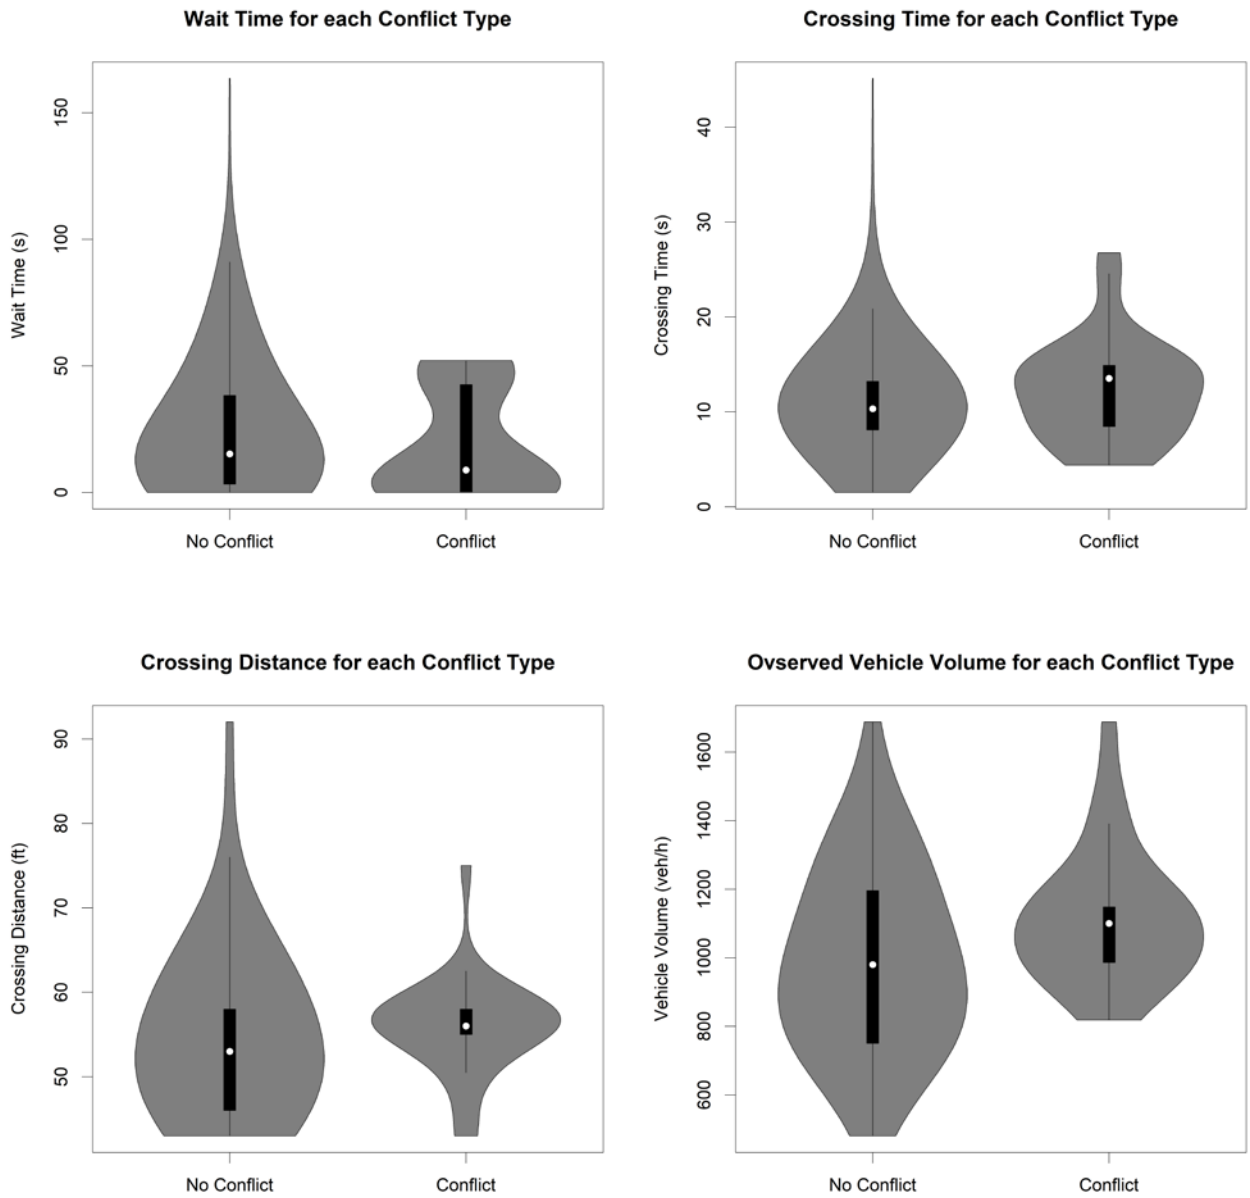 Wait Time for each Conflict Type
Wait Time (s)
150
100
50
0
No Conflict
Conflict
Crossing Time for each Conflict Type
Crossing Time (s)
40
30
20
10
0
No Conflict
Conflict
Crossing Distance for each Conflict Type
Crossing Distance (ft)
90
80
70
60
50
No Conflict
Conflict
Ovserved Vehicle Volume for each Conflict Type
Vehicle Volume (veh/h)
1600
1400
1200
1000
800
600
No Conflict
Conflict